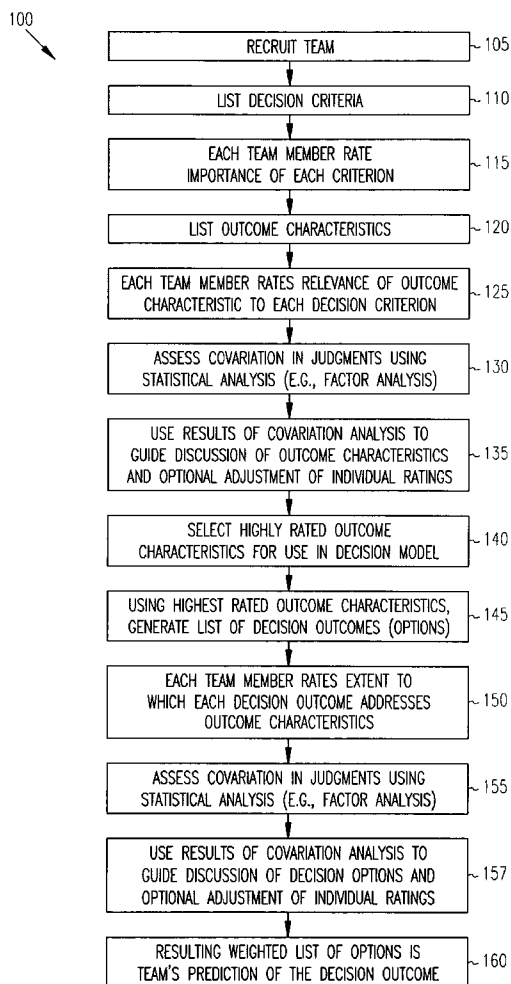 100
RECRUIT TEAM
105
LIST DECISION CRITERIA
110
EACH TEAM MEMBER RATE
IMPORTANCE OF EACH CRITERION
115
LIST OUTCOME CHARACTERISTICS
120
EACH TEAM MEMBER RATES RELEVANCE OF OUTCOME
CHARACTERISTIC TO EACH DECISION CRITERION
125
ASSESS COVARIATION IN JUDGMENTS USING
STATISTICAL ANALYSIS (E.G., FACTOR ANALYSIS)
130
USE RESULTS OF COVARIATION ANALYSIS TO
GUIDE DISCUSSION OF OUTCOME CHARACTERISTICS
AND OPTIONAL ADJUSTMENT OF INDIVIDUAL RATINGS
135
SELECT HIGHLY RATED OUTCOME
CHARACTERISTICS FOR USE IN DECISION MODEL
140
USING HIGHEST RATED OUTCOME CHARACTERISTICS,
GENERATE LIST OF DECISION OUTCOMES (OPTIONS)
145
EACH TEAM MEMBER RATES EXTENT TO
WHICH EACH DECISION OUTCOME ADDRESSES
OUTCOME CHARACTERISTICS
150
ASSESS COVARIATION IN JUDGMENTS USING
STATISTICAL ANALYSIS (E.G., FACTOR ANALYSIS)
155
USE RESULTS OF COVARIATION ANALYSIS TO
GUIDE DISCUSSION OF DECISION OPTIONS AND
OPTIONAL ADJUSTMENT OF INDIVIDUAL RATINGS
157
RESULTING WEIGHTED LIST OF OPTIONS IS
TEAM'S PREDICTION OF THE DECISION OUTCOME
160